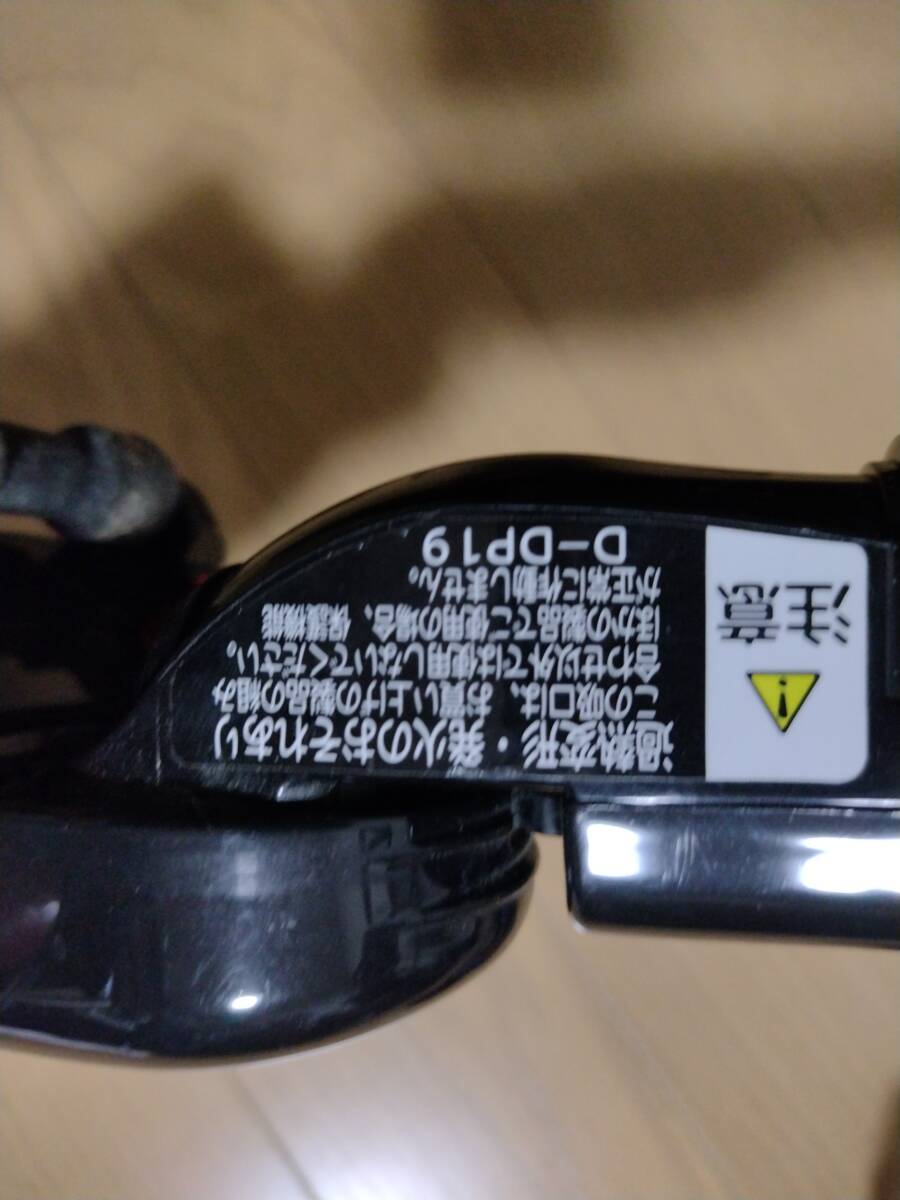 注意
過熱変形・発火のおそれあり
この吸口は、お買い上げの製品の組み
合わせ以外では使用しないでください。
ほかの製品でご使用の場合、保護機能
が正常に作動しません。
D-DP19